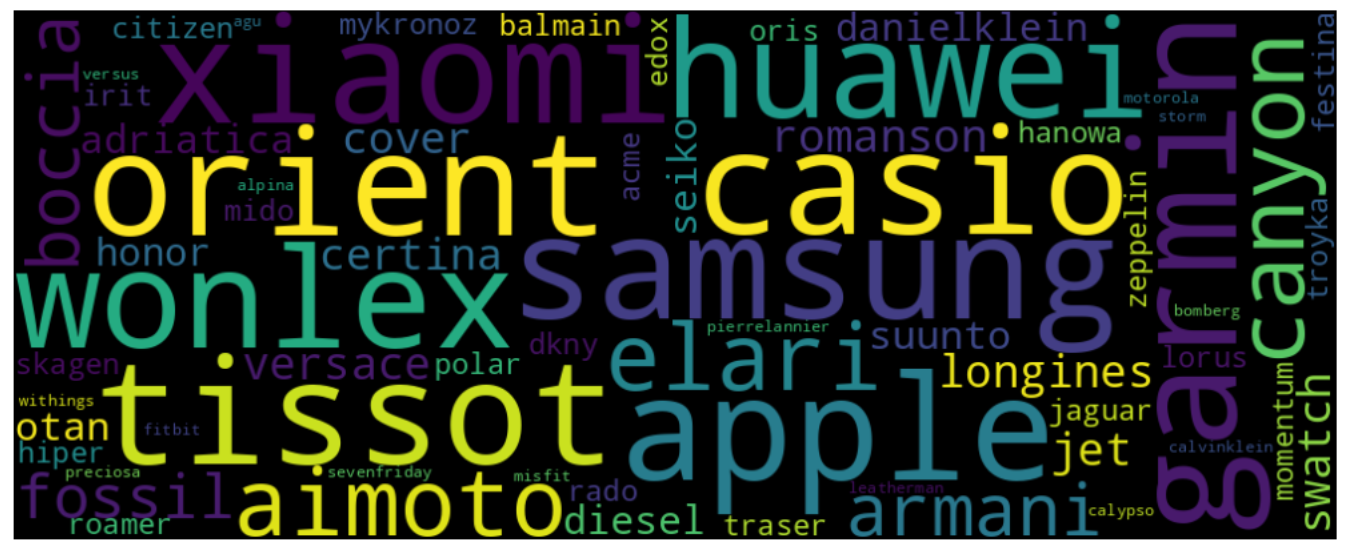 citizen
agu
mykronoz
balmain
edox
oris
danielklein
festina
boccia
versus
irit
xiaomi
huawei
motorola
storm
garmin
canyon
adriatica
cover
acme
seiko
romanson
hanowa
orient
casio
alpina
mido
zeppelin
troyka
honor
certina
samsung
wonlex
bomberg
pierrelannier
suunto
dkny
elari
skagen
versace
polar
longines
lorus
momentum
swatch
withings
otan
fitbit
tissot
apple
jaguar
jet
calvinklein
hiper
preciosa
sevenfriday
misfit
fossil
aimoto
rado
leatherman
armani
calypso
roamer
diesel
traser